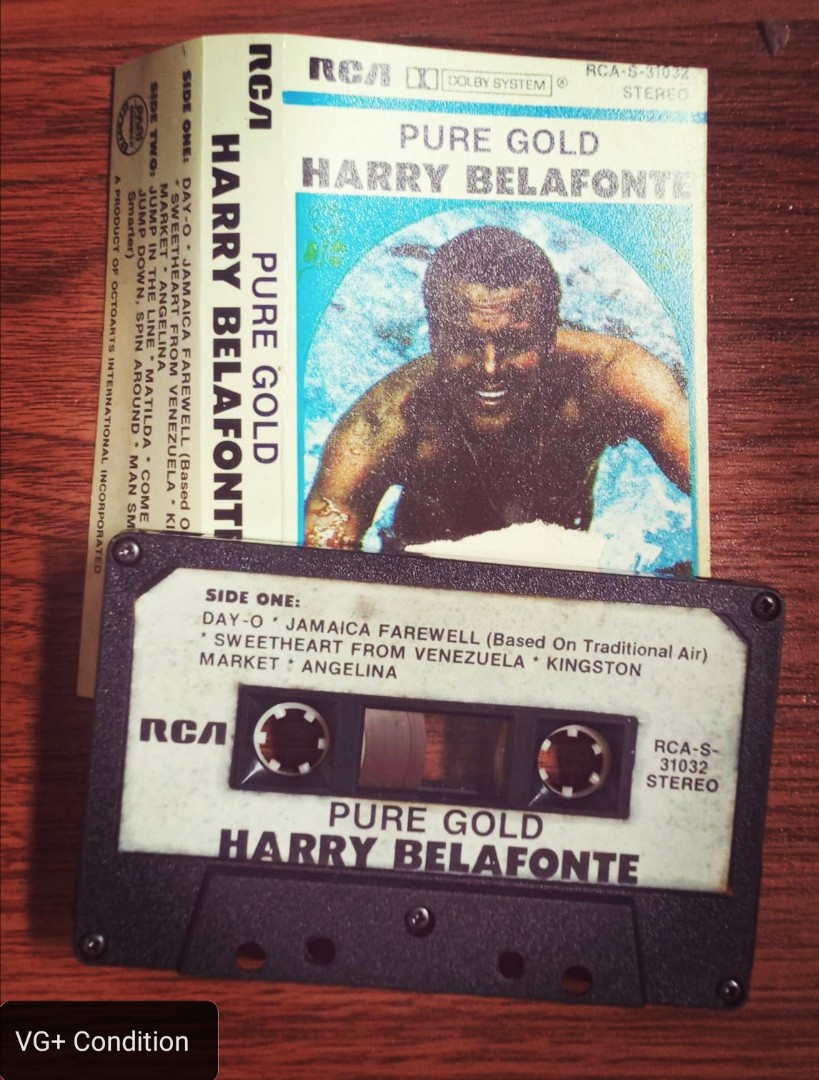 RCA DOLBY SYSTEM ® RCA-S-31032
STEREO
PURE GOLD
HARRY BELAFONTE
RCA
PURE GOLD
HARRY BELAFONTE
SIDE ONE: DAY-O * JAMAICA FAREWELL (Based O
* SWEETHEART FROM VENEZUELA * KI
MARKET * ANGELINA
SIDE TWO: JUMP IN THE LINE * MATILDA * COME
JUMP DOWN, SPIN AROUND * MAN SM
Smarter)
A PRODUCT OF OCTOARTS INTERNATIONAL INCORPORATED
SIDE ONE:
DAY-O * JAMAICA FAREWELL (Based On Traditional Air)
* SWEETHEART FROM VENEZUELA * KINGSTON
MARKET * ANGELINA
RCA
RCA-S-
31032
STEREO
PURE GOLD
HARRY BELAFONTE
VG+ Condition